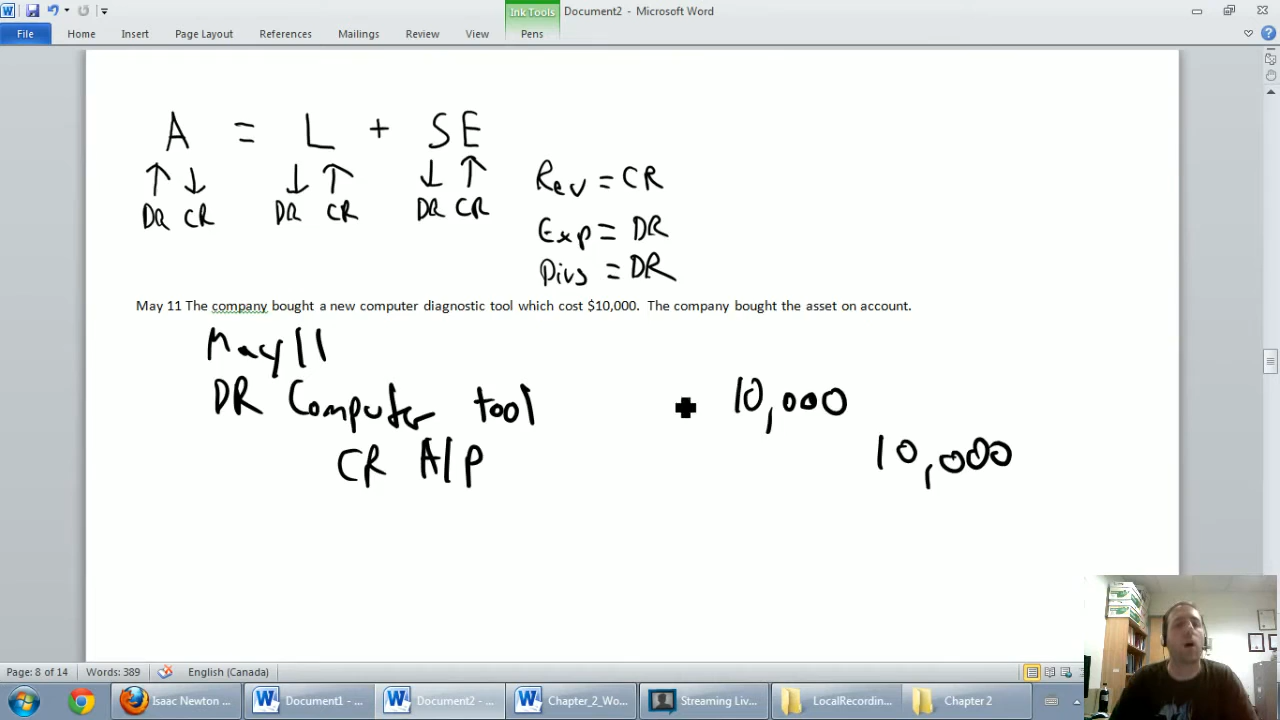 Ink Tools
Document2 - Microsoft Word
File Home Insert Page Layout References Mailings Review View Pens
A = L + SE
DR CR DR CR DR CR
Rev = CR
Exp = DR
Divs = DR
May 11 The company bought a new computer diagnostic tool which cost $10,000. The company bought the asset on account.
May 11
DR Computer tool 10,000
CR A/P 10,000
Page: 8 of 14 Words: 389 English (Canada)
Isaac Newton ... Document1 - ... Document2 - ... Chapter_2_Wo... Streaming Liv... LocalRecordin... Chapter 2